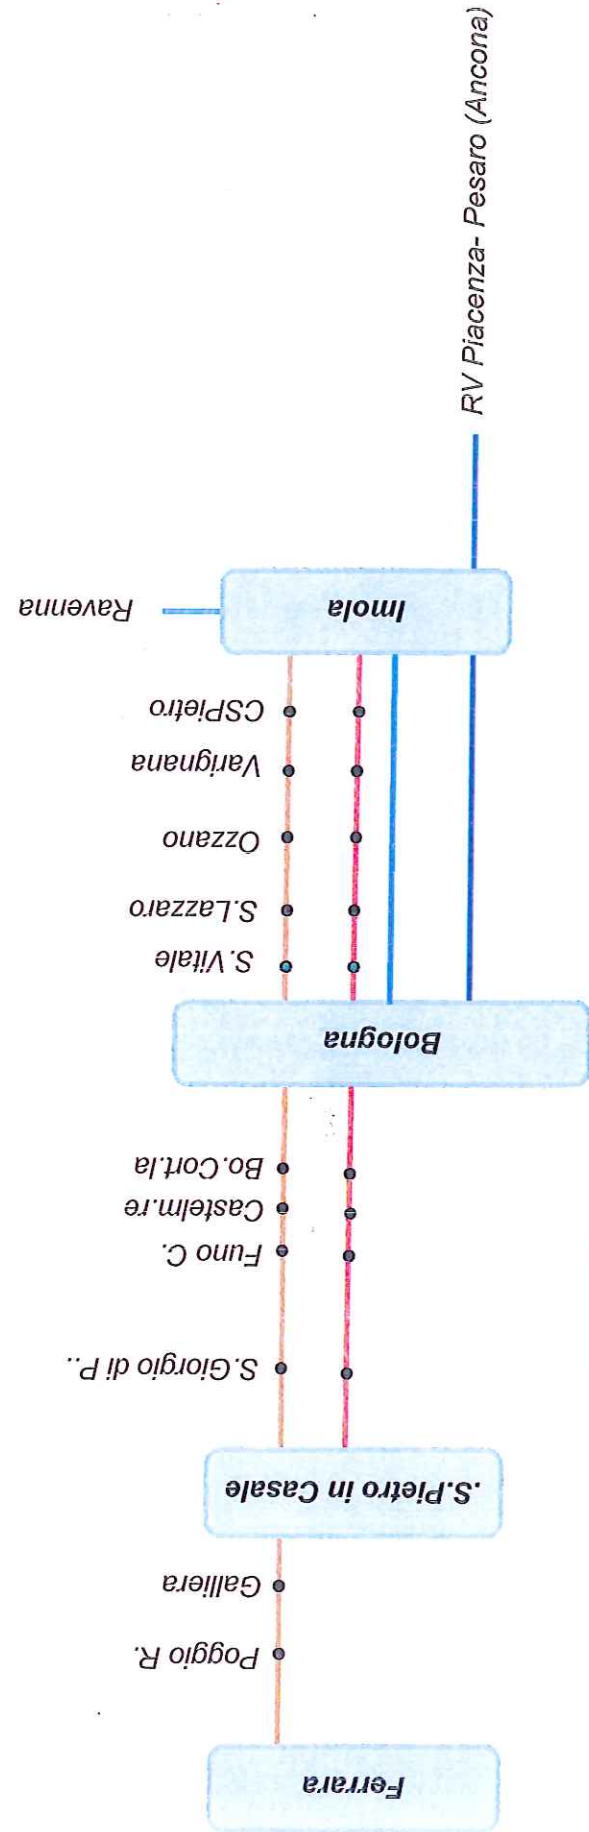 Ferrara
Poggio R.
Galliera
.S.Pietro in Casale
S.Giorgio di P..
Funo C.
Castelm.re
Bo.Cort.la
Bologna
S.Vitale
S.Lazzaro
Ozzano
Varignana
CSPietro
Imola
Ravenna
RV Piacenza- Pesaro (Ancona)